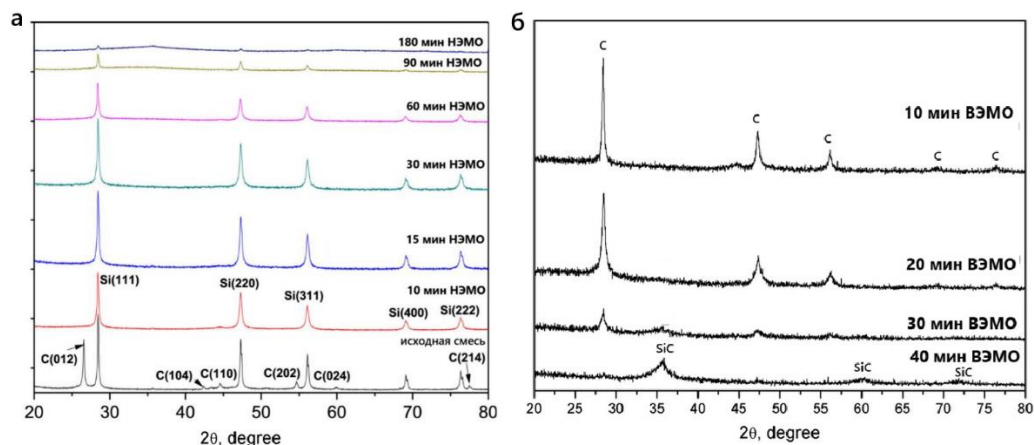 а
180 мин НЭМО
90 мин НЭМО
60 мин НЭМО
30 мин НЭМО
15 мин НЭМО
Si(111)
Si(220)
Si(311)
10 мин НЭМО
Si(400)
Si(222)
исходная смесь
C(012)
C(104)
C(110)
C(202)
C(024)
C(214)
20 30 40 50 60 70 80
2θ, degree
б
C
10 мин ВЭМО
C
C
C
C
20 мин ВЭМО
30 мин ВЭМО
SiC
40 мин ВЭМО
SiC
SiC
20 25 30 35 40 47 55 60 65 70 75 80
2θ, degree